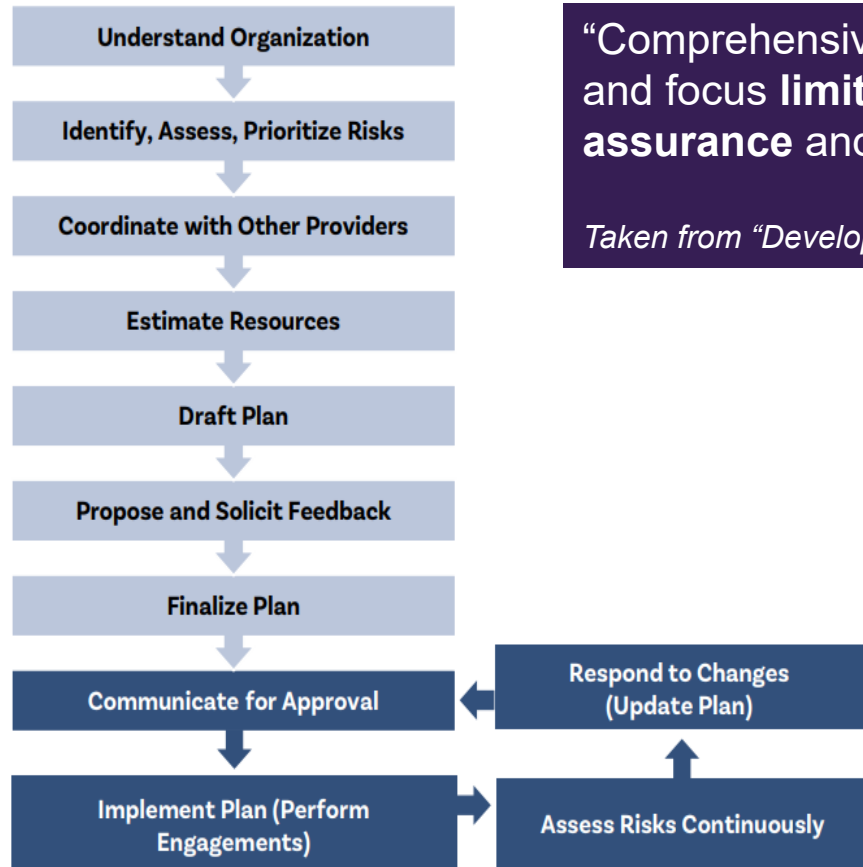 Understand Organization
Identify, Assess, Prioritize Risks
Coordinate with Other Providers
Estimate Resources
Draft Plan
Propose and Solicit Feedback
Finalize Plan
Communicate for Approval
Implement Plan (Perform
Engagements)
Assess Risks Continuously
Respond to Changes
(Update Plan)
“Comprehensiv
and focus limit
assurance and
Taken from “Develop